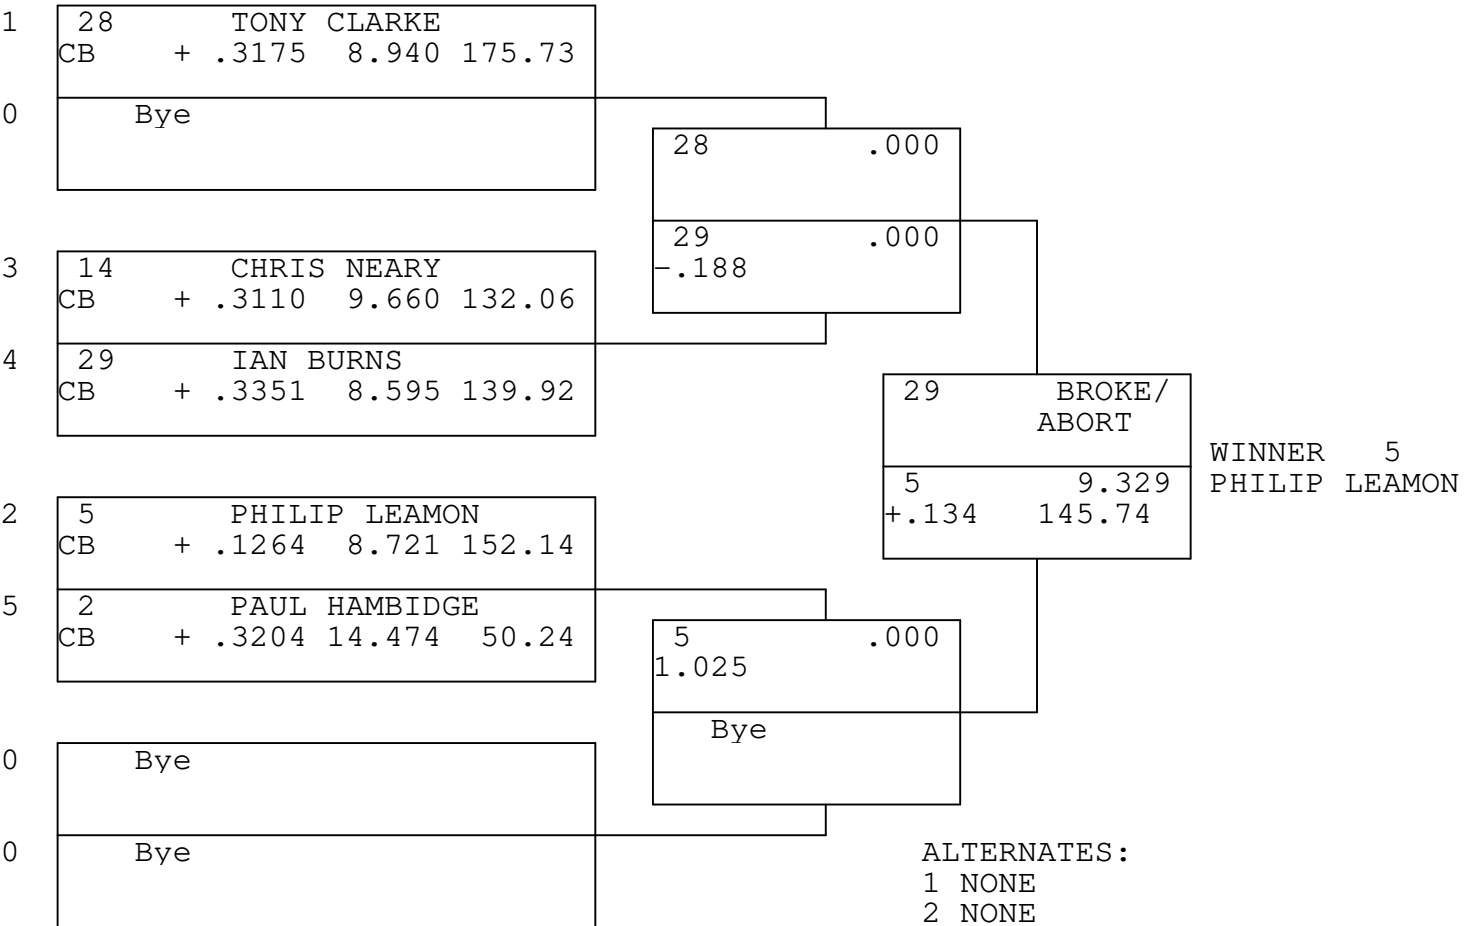 1 28 TONY CLARKE
CB + .3175 8.940 175.73
0 Bye
28 .000
29 .000
-.188
3 14 CHRIS NEARY
CB + .3110 9.660 132.06
4 29 IAN BURNS
CB + .3351 8.595 139.92
29 BROKE/
ABORT
WINNER 5
5 9.329 PHILIP LEAMON
+.134 145.74
2 5 PHILIP LEAMON
CB + .1264 8.721 152.14
5 2 PAUL HAMBIDGE
CB + .3204 14.474 50.24
5 .000
1.025
Bye
0 Bye
0 Bye
ALTERNATES:
1 NONE
2 NONE